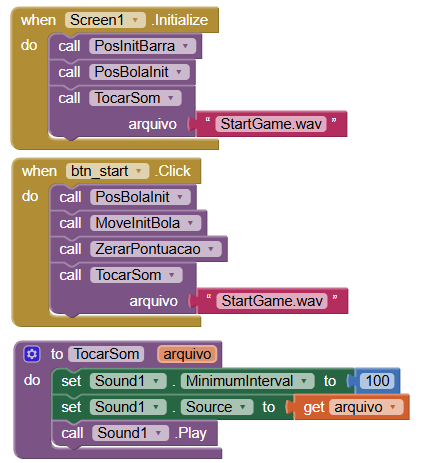 when Screen1 .Initialize
do call PosInitBarra
call PosBolaInit
call TocarSom
arquivo " StartGame.wav "
when btn_start .Click
do call PosBolaInit
call MoveInitBola
call ZerarPontuacao
call TocarSom
arquivo " StartGame.wav "
to TocarSom arquivo
do set Sound1 . MinimumInterval to 100
set Sound1 . Source to get arquivo
call Sound1 .Play